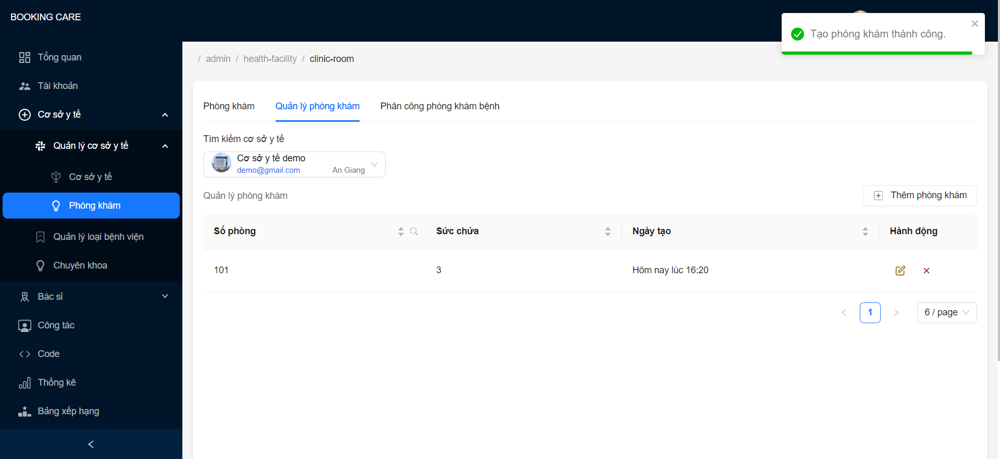 BOOKING CARE
Tạo phòng khám thành công.
Tổng quan
Tài khoản
Cơ sở y tế
Quản lý cơ sở y tế
Cơ sở y tế
Phòng khám
Quản lý loại bệnh viện
Chuyên khoa
Bác sĩ
Công tác
Code
Thống kê
Bảng xếp hạng
/ admin / health-facility / clinic-room
Phòng khám Quản lý phòng khám Phân công phòng khám bệnh
Tìm kiếm cơ sở y tế
Cơ sở y tế demo
demo@gmail.com An Giang
Quản lý phòng khám Thêm phòng khám
Số phòng Sức chứa Ngày tạo Hành động
101 3 Hôm nay lúc 16:20
1 6 / page